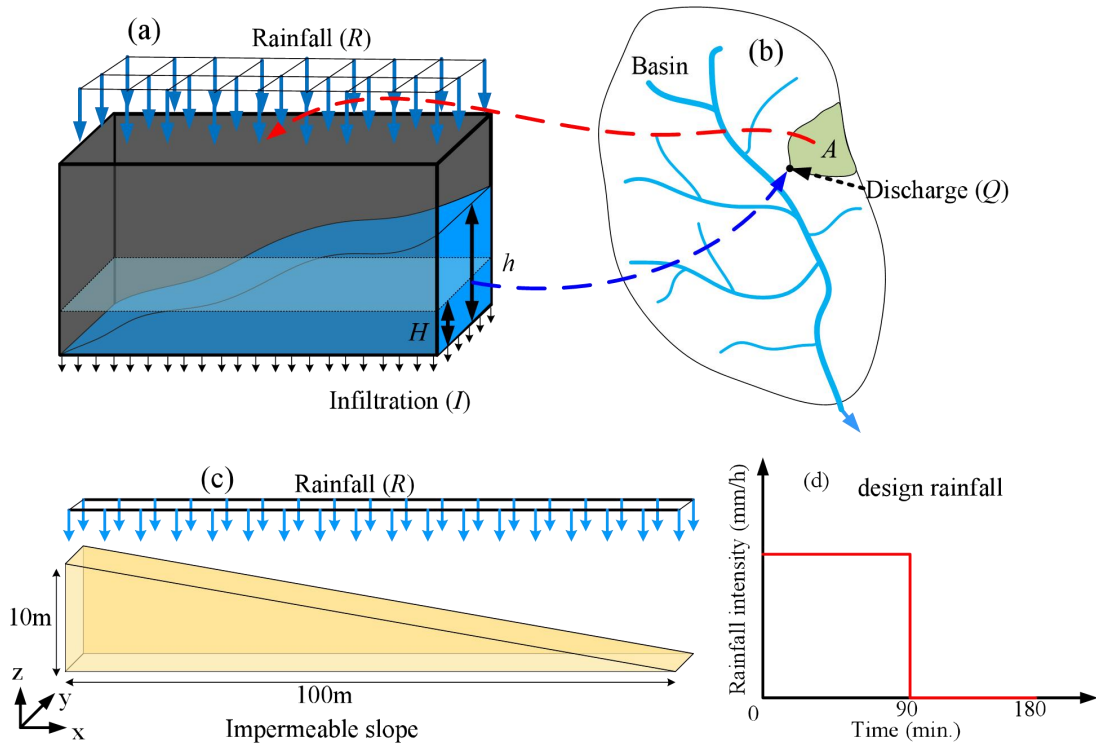 (a)
Rainfall (R)
h
H
Infiltration (I)
(b)
Basin
A
Discharge (Q)
(c)
Rainfall (R)
10m
100m
z
y
x
Impermeable slope
(d)
design rainfall
Rainfall intensity (mm/h)
0
90
180
Time (min.)